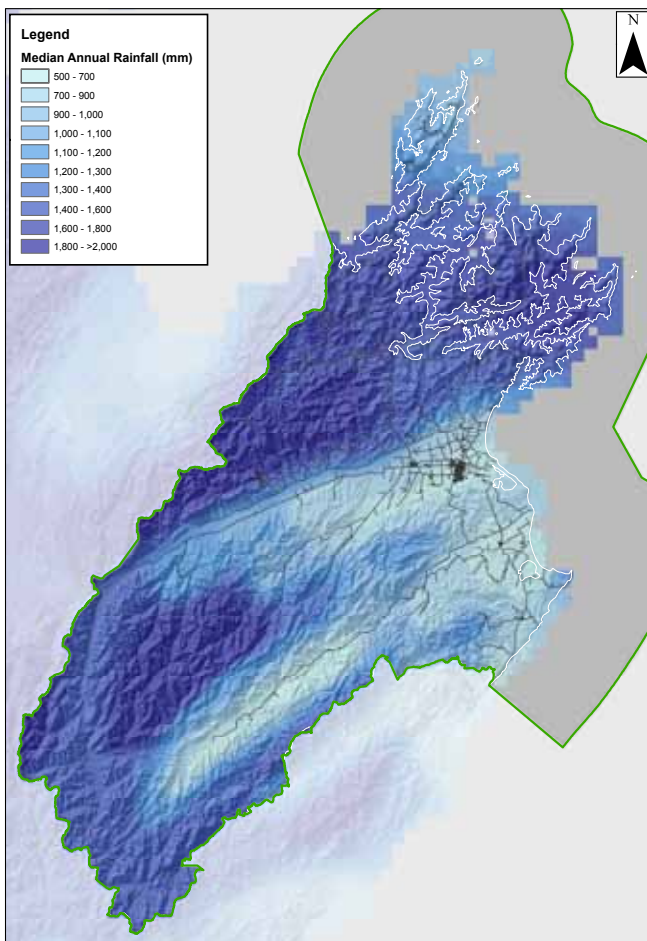 N
Legend
Median Annual Rainfall (mm)
500 - 700
700 - 900
900 - 1,000
1,000 - 1,100
1,100 - 1,200
1,200 - 1,300
1,300 - 1,400
1,400 - 1,600
1,600 - 1,800
1,800 - >2,000